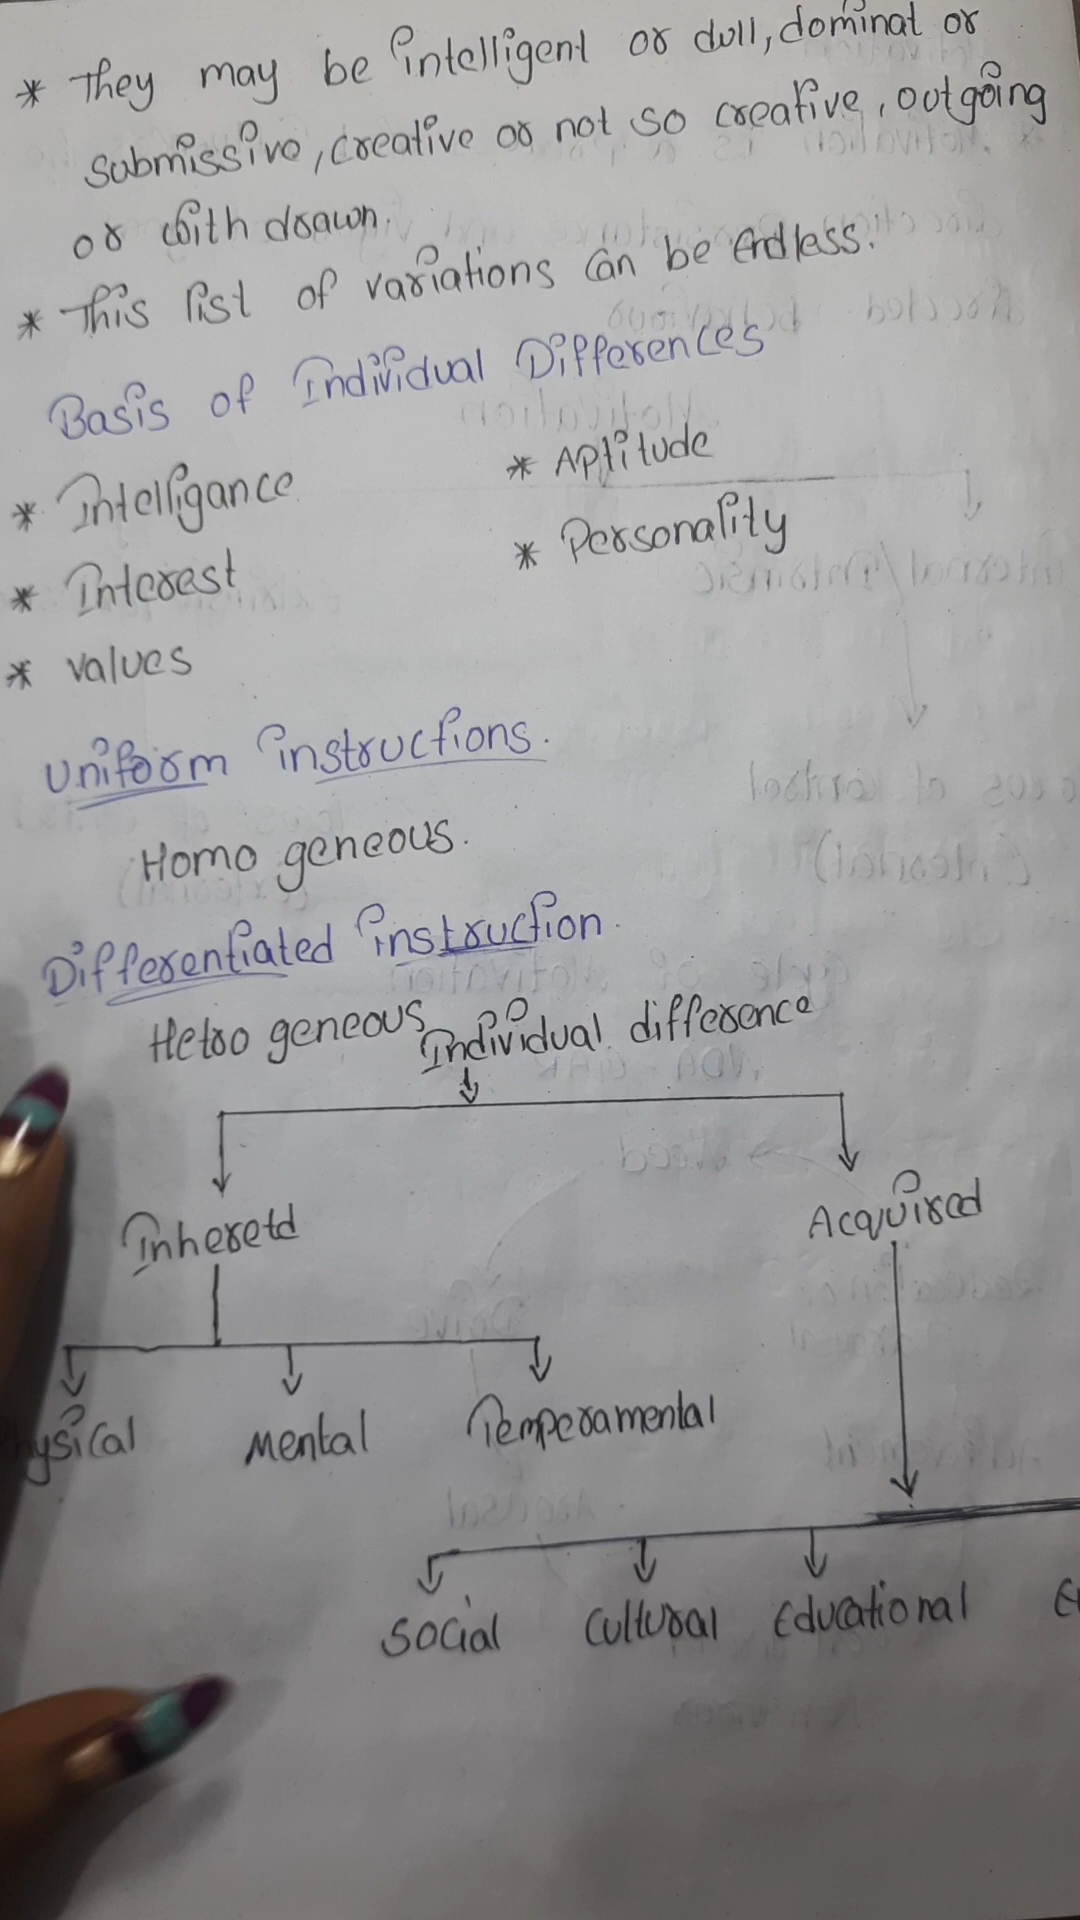 * They may be intelligent or dull, dominat or
submissive, creative or not so creative, outgoing
or with drawn.
* This list of variations can be Endless.
Basis of Individual Differences
* Intelligance
* Aptitude
* Interest
* Personality
* values
Uniform instructions.
Homo geneous.
Differentiated instruction.
Hetro geneous
Individual difference
Inheretd
Acquired
hysical
Mental
Temperamental
Social
Cultural
Educational